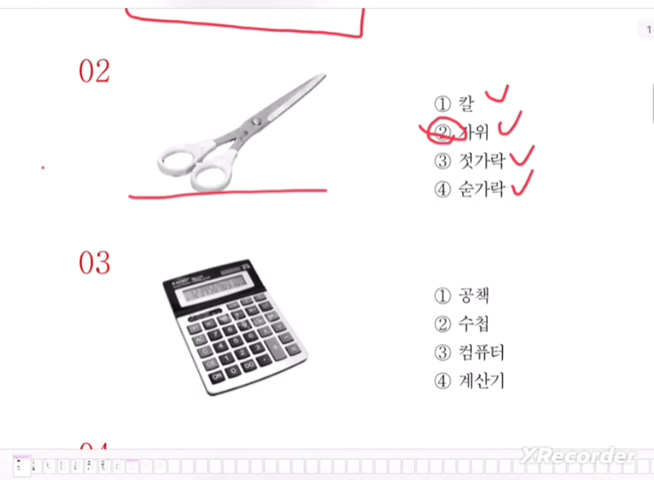 1
02
① 칼
② 가위
③ 젓가락
④ 숟가락
03
① 공책
② 수첩
③ 컴퓨터
④ 계산기
XRecorder